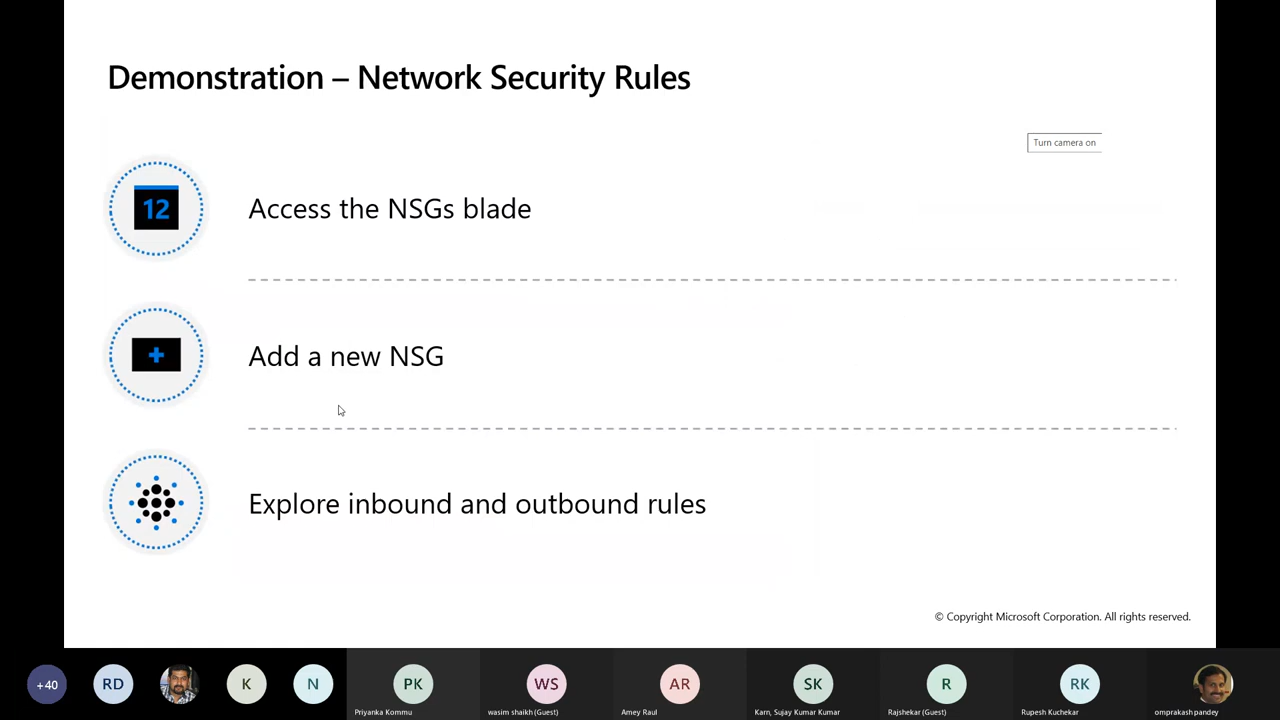 Demonstration – Network Security Rules
Turn camera on
12
Access the NSGs blade
Add a new NSG
Explore inbound and outbound rules
© Copyright Microsoft Corporation. All rights reserved.
+40
RD
K
N
PK
WS
AR
SK
R
RK
Priyanka Kommu
wasim shaikh (Guest)
Amey Raul
Karn, Sujay Kumar Kumar
Rajshekar (Guest)
Rupesh Kuchekar
omprakash pandey